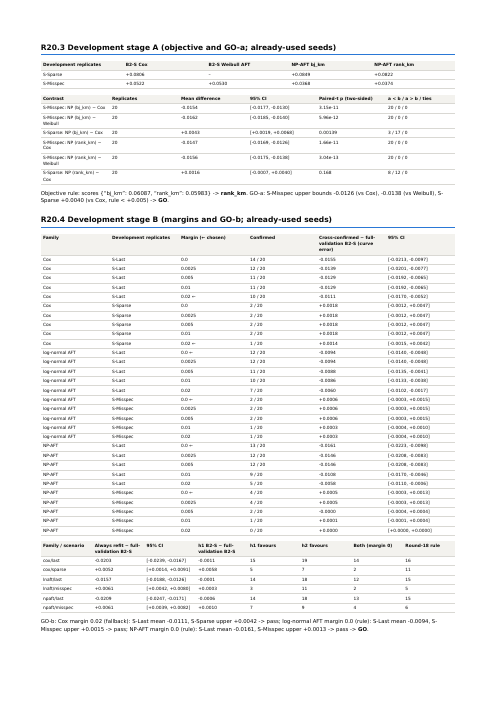 R20.3 Development stage A (objective and GO-a; already-used seeds)
Development replicates B2-S Cox B2-S Weibull AFT NP-AFT bj_km NP-AFT rank_km
S-Sparse +0.0806 – +0.0849 +0.0822
S-Misspec +0.0522 +0.0530 +0.0368 +0.0374
Contrast Replicates Mean difference 95% CI Paired-t p (two-sided) a < b / a > b / ties
S-Misspec: NP (bj_km) − Cox 20 -0.0154 [-0.0177, -0.0130] 3.15e-11 20 / 0 / 0
S-Misspec: NP (bj_km) − Weibull 20 -0.0162 [-0.0185, -0.0140] 5.96e-12 20 / 0 / 0
S-Sparse: NP (bj_km) − Cox 20 +0.0043 [+0.0019, +0.0068] 0.00139 3 / 17 / 0
S-Misspec: NP (rank_km) − Cox 20 -0.0147 [-0.0169, -0.0126] 1.66e-11 20 / 0 / 0
S-Misspec: NP (rank_km) − Weibull 20 -0.0156 [-0.0175, -0.0138] 3.04e-13 20 / 0 / 0
S-Sparse: NP (rank_km) − Cox 20 +0.0016 [-0.0007, +0.0040] 0.168 8 / 12 / 0
Objective rule: scores {"bj_km": 0.06087, "rank_km": 0.05983} -> rank_km. GO-a: S-Misspec upper bounds -0.0126 (vs Cox), -0.0138 (vs Weibull), S-
Sparse +0.0040 (vs Cox, rule < +0.005) -> GO.
R20.4 Development stage B (margins and GO-b; already-used seeds)
Family Development replicates Margin (← chosen) Confirmed Cross-confirmed − full-validation B2-S (curve error) 95% CI
Cox S-Last 0.0 14 / 20 -0.0155 [-0.0213, -0.0097]
Cox S-Last 0.0025 12 / 20 -0.0139 [-0.0201, -0.0077]
Cox S-Last 0.005 11 / 20 -0.0129 [-0.0192, -0.0065]
Cox S-Last 0.01 11 / 20 -0.0129 [-0.0192, -0.0065]
Cox S-Last 0.02 ← 10 / 20 -0.0111 [-0.0170, -0.0052]
Cox S-Sparse 0.0 2 / 20 +0.0018 [-0.0012, +0.0047]
Cox S-Sparse 0.0025 2 / 20 +0.0018 [-0.0012, +0.0047]
Cox S-Sparse 0.005 2 / 20 +0.0018 [-0.0012, +0.0047]
Cox S-Sparse 0.01 2 / 20 +0.0018 [-0.0012, +0.0047]
Cox S-Sparse 0.02 ← 1 / 20 +0.0014 [-0.0015, +0.0042]
log-normal AFT S-Last 0.0 ← 12 / 20 -0.0094 [-0.0140, -0.0048]
log-normal AFT S-Last 0.0025 12 / 20 -0.0094 [-0.0140, -0.0048]
log-normal AFT S-Last 0.005 11 / 20 -0.0088 [-0.0135, -0.0041]
log-normal AFT S-Last 0.01 10 / 20 -0.0086 [-0.0133, -0.0038]
log-normal AFT S-Last 0.02 7 / 20 -0.0060 [-0.0102, -0.0017]
log-normal AFT S-Misspec 0.0 ← 2 / 20 +0.0006 [-0.0003, +0.0015]
log-normal AFT S-Misspec 0.0025 2 / 20 +0.0006 [-0.0003, +0.0015]
log-normal AFT S-Misspec 0.005 2 / 20 +0.0006 [-0.0003, +0.0015]
log-normal AFT S-Misspec 0.01 1 / 20 +0.0003 [-0.0004, +0.0010]
log-normal AFT S-Misspec 0.02 1 / 20 +0.0003 [-0.0004, +0.0010]
NP-AFT S-Last 0.0 ← 13 / 20 -0.0161 [-0.0223, -0.0098]
NP-AFT S-Last 0.0025 12 / 20 -0.0146 [-0.0208, -0.0083]
NP-AFT S-Last 0.005 12 / 20 -0.0146 [-0.0208, -0.0083]
NP-AFT S-Last 0.01 9 / 20 -0.0108 [-0.0170, -0.0046]
NP-AFT S-Last 0.02 5 / 20 -0.0058 [-0.0110, -0.0006]
NP-AFT S-Misspec 0.0 ← 4 / 20 +0.0005 [-0.0003, +0.0013]
NP-AFT S-Misspec 0.0025 4 / 20 +0.0005 [-0.0003, +0.0013]
NP-AFT S-Misspec 0.005 2 / 20 -0.0000 [-0.0004, +0.0003]
NP-AFT S-Misspec 0.01 1 / 20 +0.0001 [-0.0001, +0.0004]
NP-AFT S-Misspec 0.02 0 / 20 +0.0000 [+0.0000, +0.0000]
Family / scenario Always refit − full-validation B2-S 95% CI h1 B2-S − full-validation B2-S h1 favours h2 favours Both (margin 0) Round-18 rule
cox/last -0.0203 [-0.0239, -0.0167] -0.0011 15 19 14 16
cox/sparse +0.0052 [+0.0014, +0.0091] +0.0058 5 7 2 11
lnaft/last -0.0157 [-0.0188, -0.0126] -0.0001 14 18 12 15
lnaft/misspec +0.0061 [+0.0042, +0.0080] +0.0003 3 11 2 5
npaft/last -0.0209 [-0.0247, -0.0171] -0.0006 14 18 13 15
npaft/misspec +0.0061 [+0.0039, +0.0082] +0.0010 7 9 4 6
GO-b: Cox margin 0.02 (fallback): S-Last mean -0.0111, S-Sparse upper +0.0042 -> pass; log-normal AFT margin 0.0 (rule): S-Last mean -0.0094, S-
Misspec upper +0.0015 -> pass; NP-AFT margin 0.0 (rule): S-Last mean -0.0161, S-Misspec upper +0.0013 -> pass -> GO.